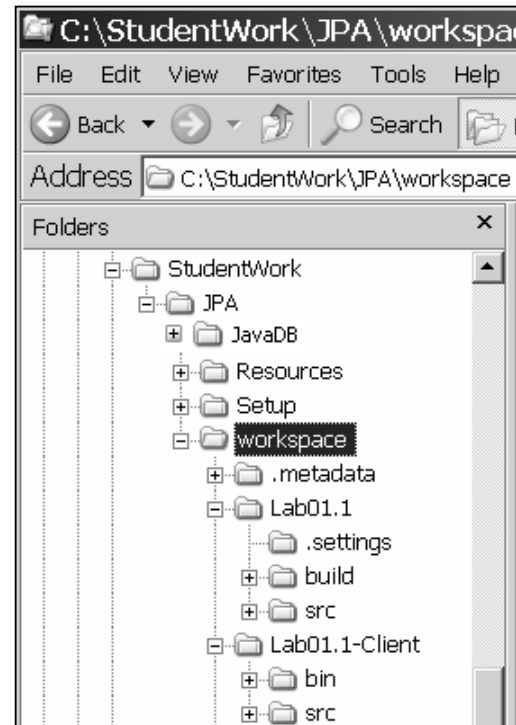 C:\StudentWork\JPA\workspa
File Edit View Favorites Tools Help
Back Search
Address C:\StudentWork\JPA\workspace
Folders ×
StudentWork
JPA
JavaDB
Resources
Setup
workspace
.metadata
Lab01.1
.settings
build
src
Lab01.1-Client
bin
src